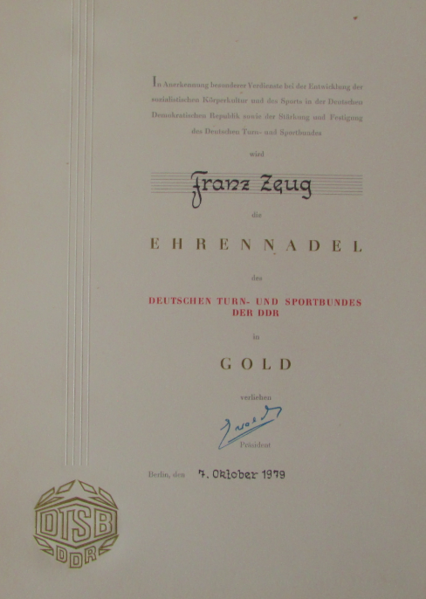 In Anerkennung besonderer Verdienste bei der Entwicklung der
sozialistischen Körperkultur und des Sports in der Deutschen
Demokratischen Republik sowie der Stärkung und Festigung
des Deutschen Turn- und Sportbundes
wird
Franz Zeug
die
EHRENNADEL
des
DEUTSCHEN TURN- UND SPORTBUNDES
DER DDR
in
GOLD
verliehen
Präsident
Berlin, den 7. Oktober 1979
DTSB
DDR